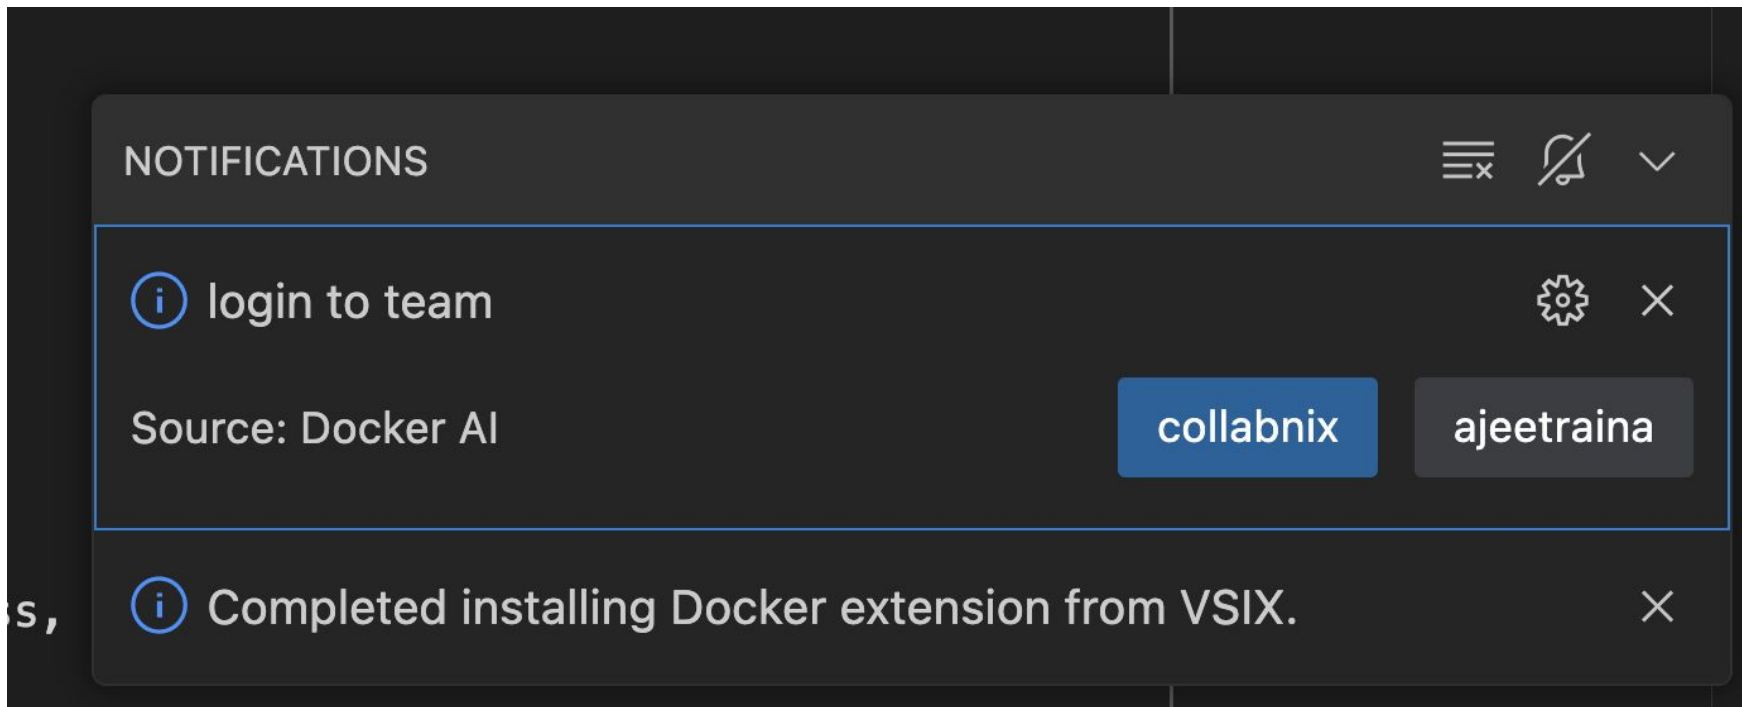 NOTIFICATIONS
login to team
Source: Docker AI
collabnix
ajeetraina
s,
Completed installing Docker extension from VSIX.